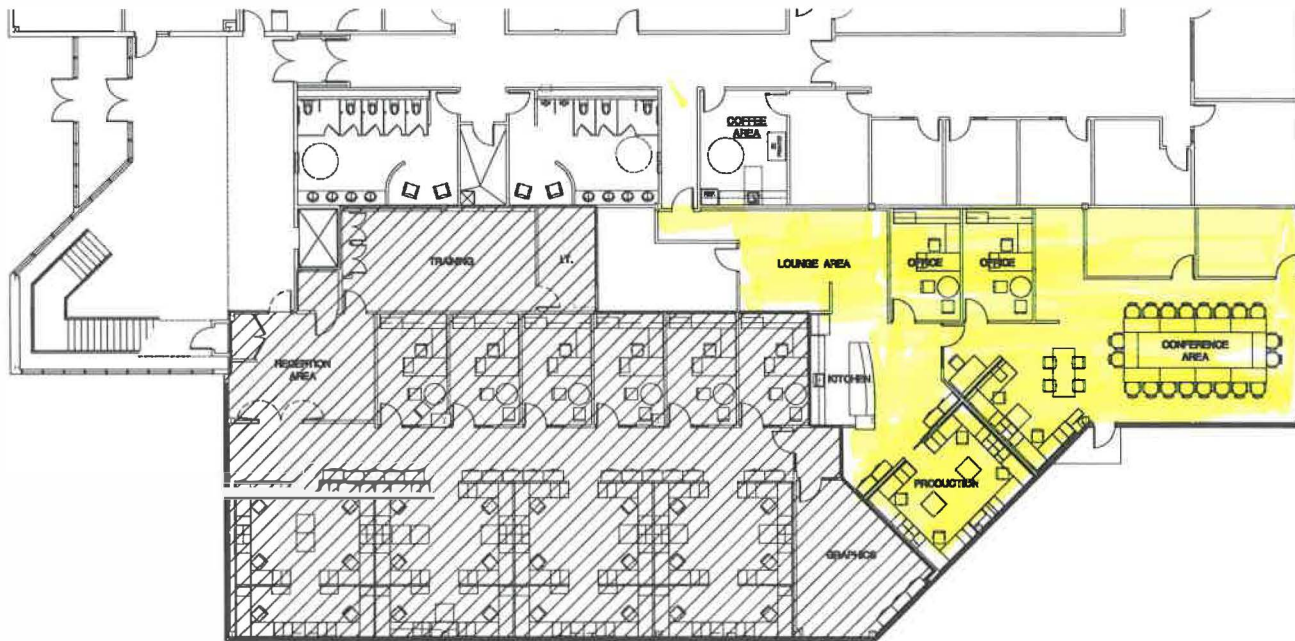 COFFEE
AREA
TRAINING
I.T.
LOUNGE AREA
OFFICE
OFFICE
RECEPTION
AREA
KITCHEN
CONFERENCE
AREA
PRODUCTION
GRAPHICS